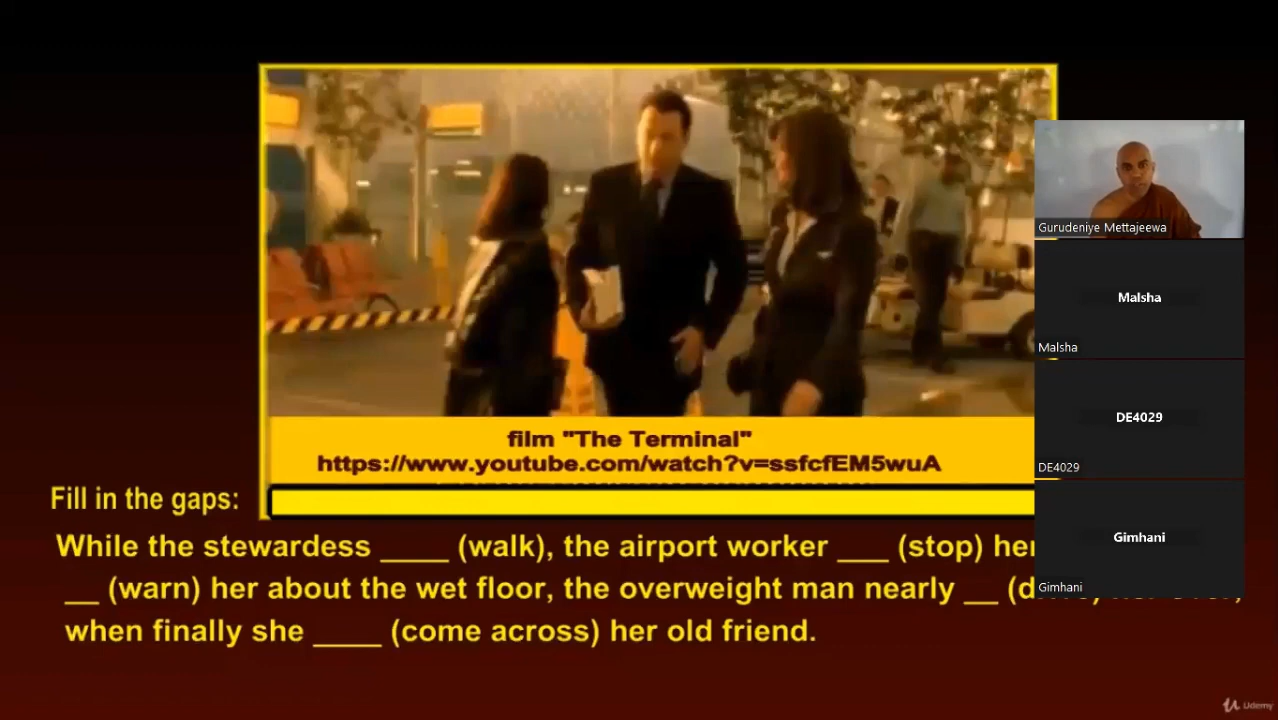 film "The Terminal"
https://www.youtube.com/watch?v=ssfcfEM5wuA
Fill in the gaps:
While the stewardess ____ (walk), the airport worker ___ (stop) her
__ (warn) her about the wet floor, the overweight man nearly __
when finally she ____ (come across) her old friend.
Gurudeniye Mettajeewa
Malsha
Malsha
DE4029
DE4029
Gimhani
Gimhani
Udemy